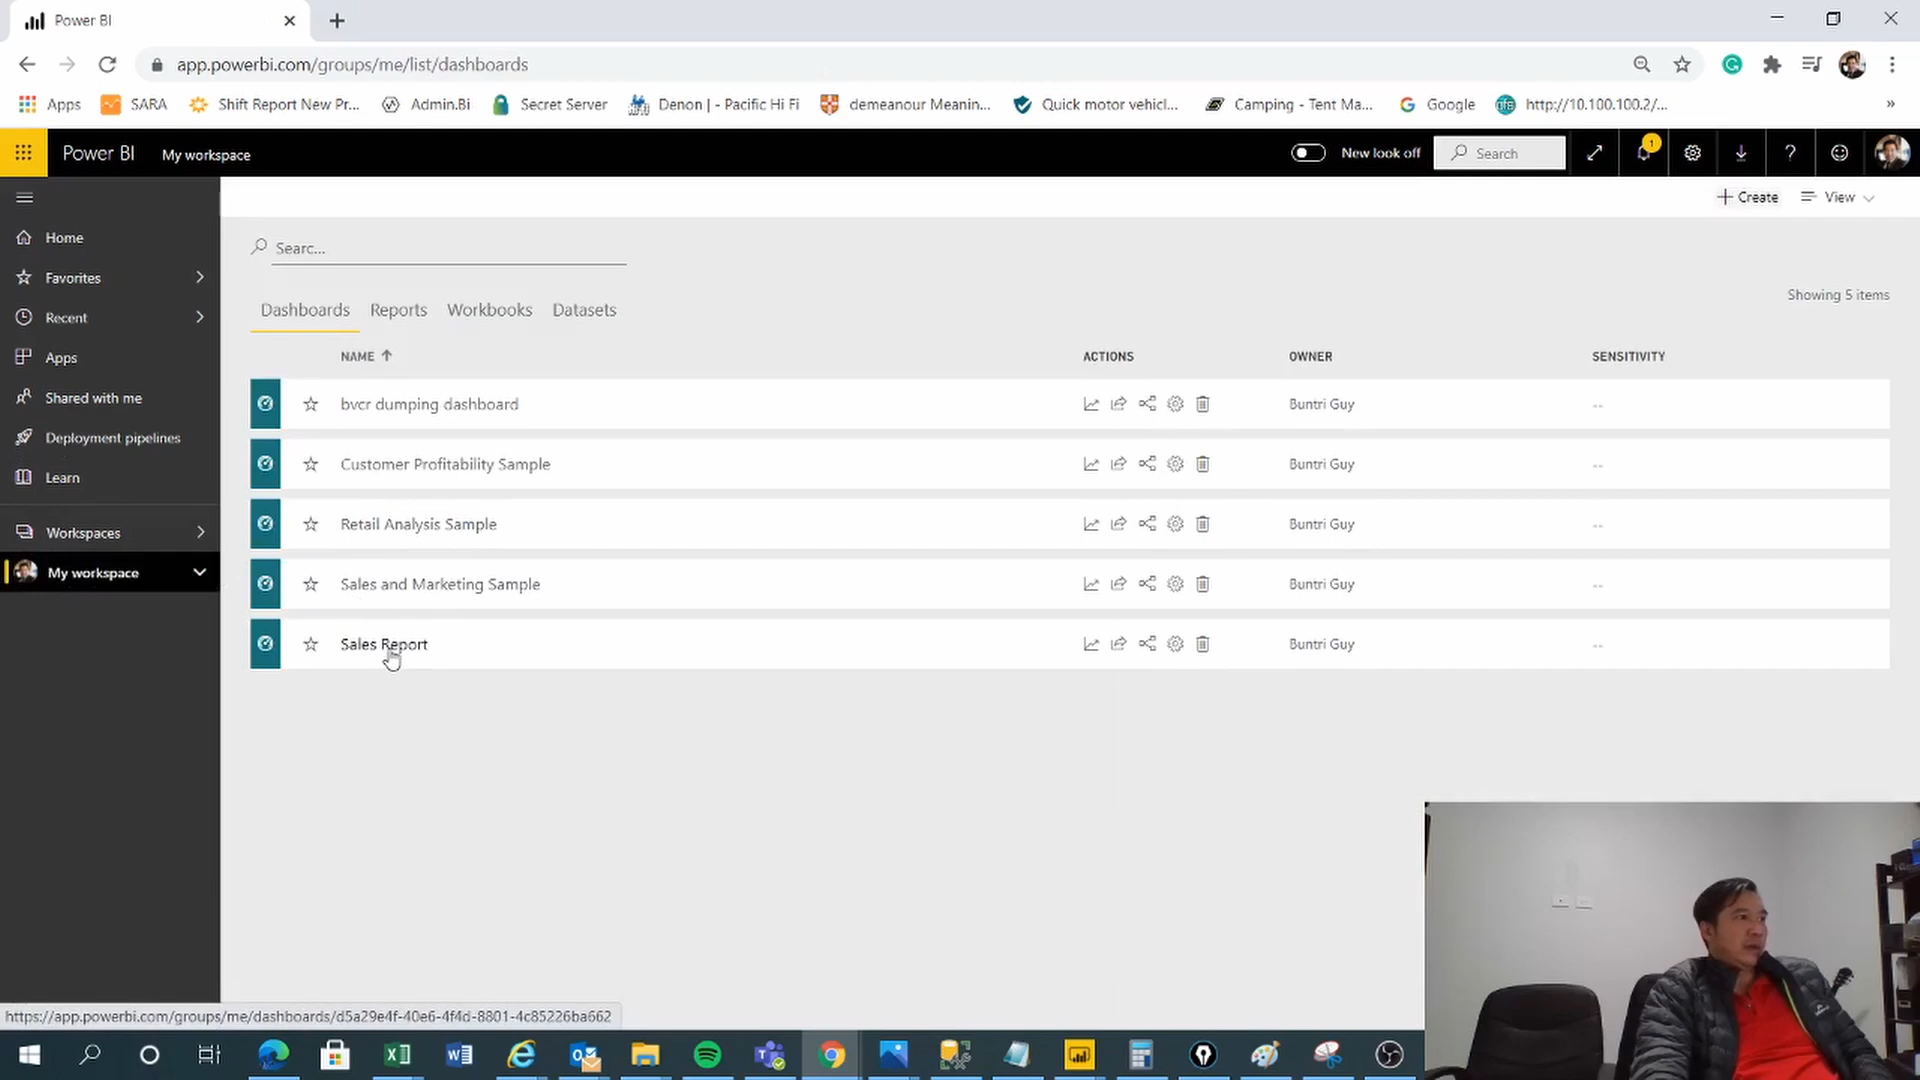 Power BI
app.powerbi.com/groups/me/list/dashboards
Apps SARA Shift Report New Pr... Admin.Bi Secret Server Denon | - Pacific Hi Fi demeanour Meanin... Quick motor vehicl... Camping - Tent Ma... Google http://10.100.100.2/... »
Power BI My workspace New look off Search 1
Create View
Home
Favorites
Recent
Apps
Shared with me
Deployment pipelines
Learn
Workspaces
My workspace
Searc...
Dashboards Reports Workbooks Datasets
Showing 5 items
NAME ACTIONS OWNER SENSITIVITY
bvcr dumping dashboard Buntri Guy --
Customer Profitability Sample Buntri Guy --
Retail Analysis Sample Buntri Guy --
Sales and Marketing Sample Buntri Guy --
Sales Report Buntri Guy --
https://app.powerbi.com/groups/me/dashboards/d5a29e4f-40e6-4f4d-8801-4c85226ba662